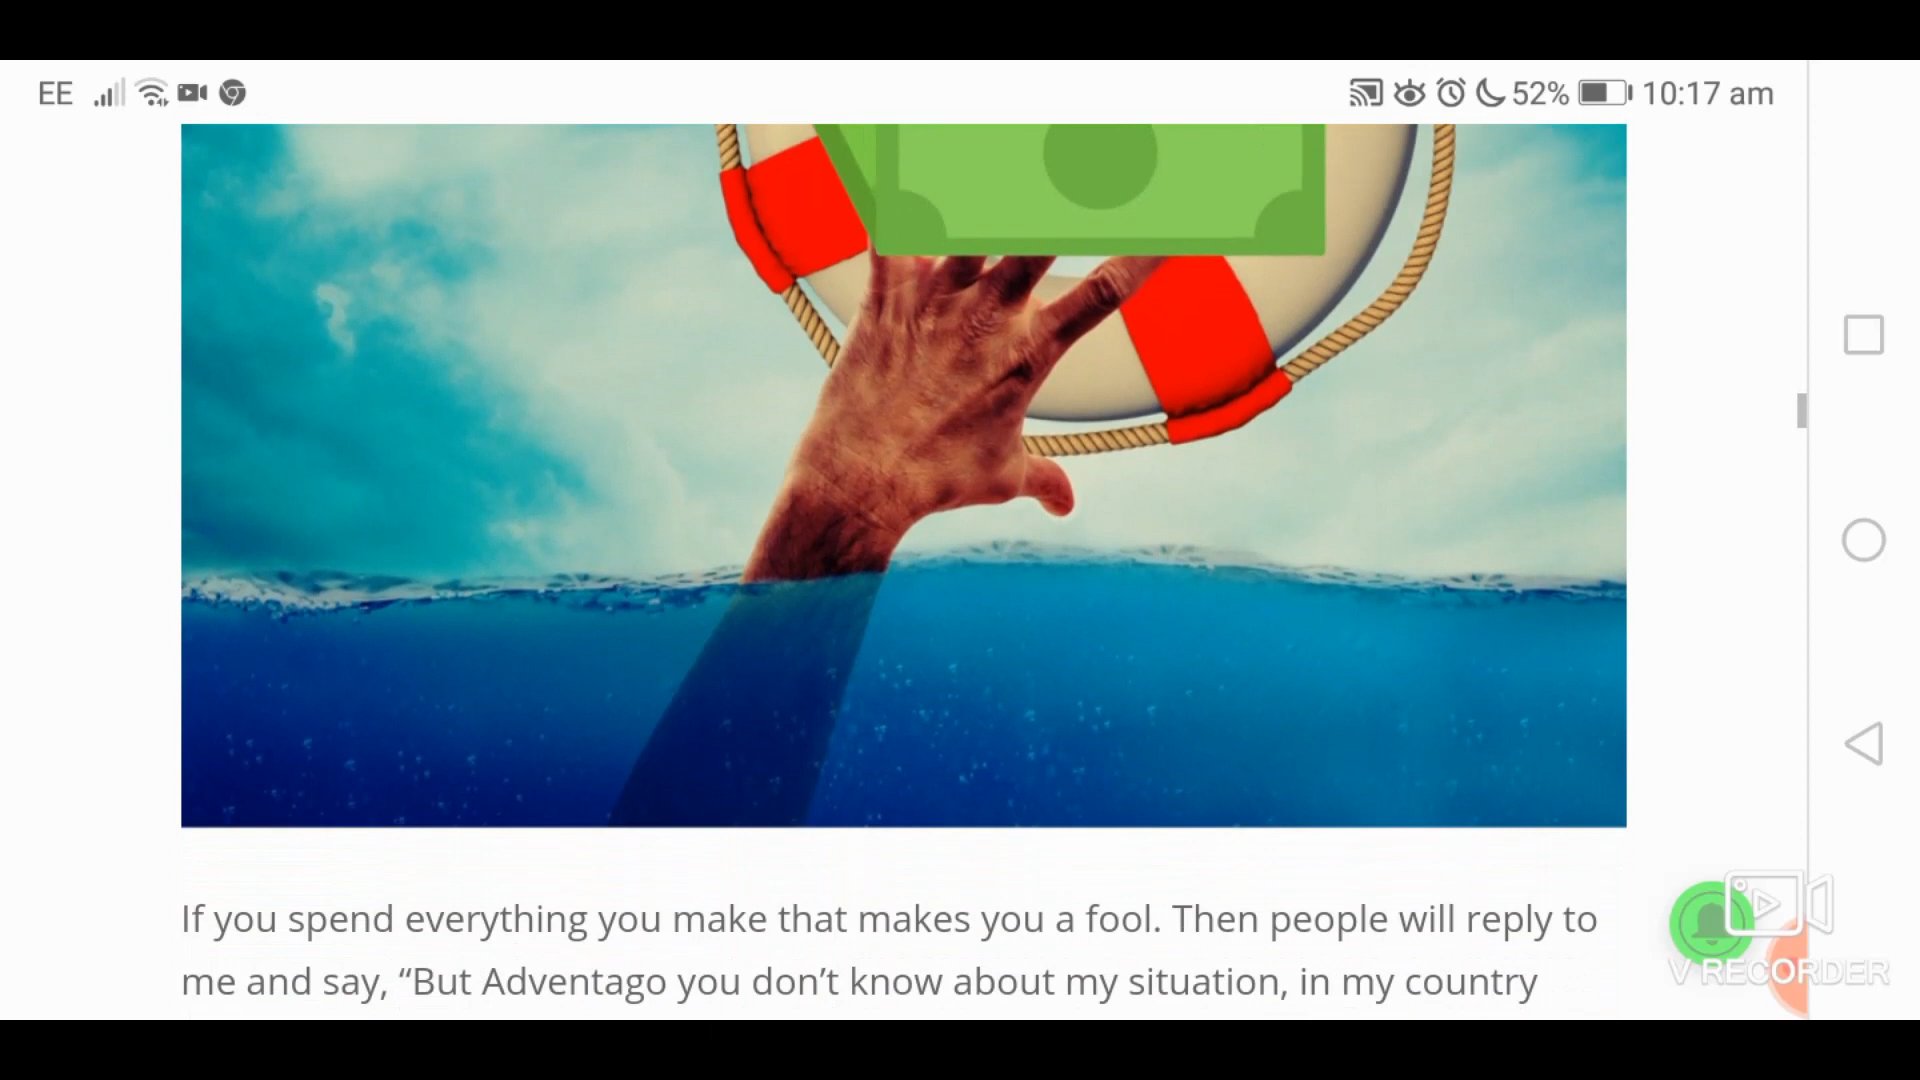 EE 52% 10:17 am
If you spend everything you make that makes you a fool. Then people will reply to
me and say, “But Adventago you don’t know about my situation, in my country
V RECORDER